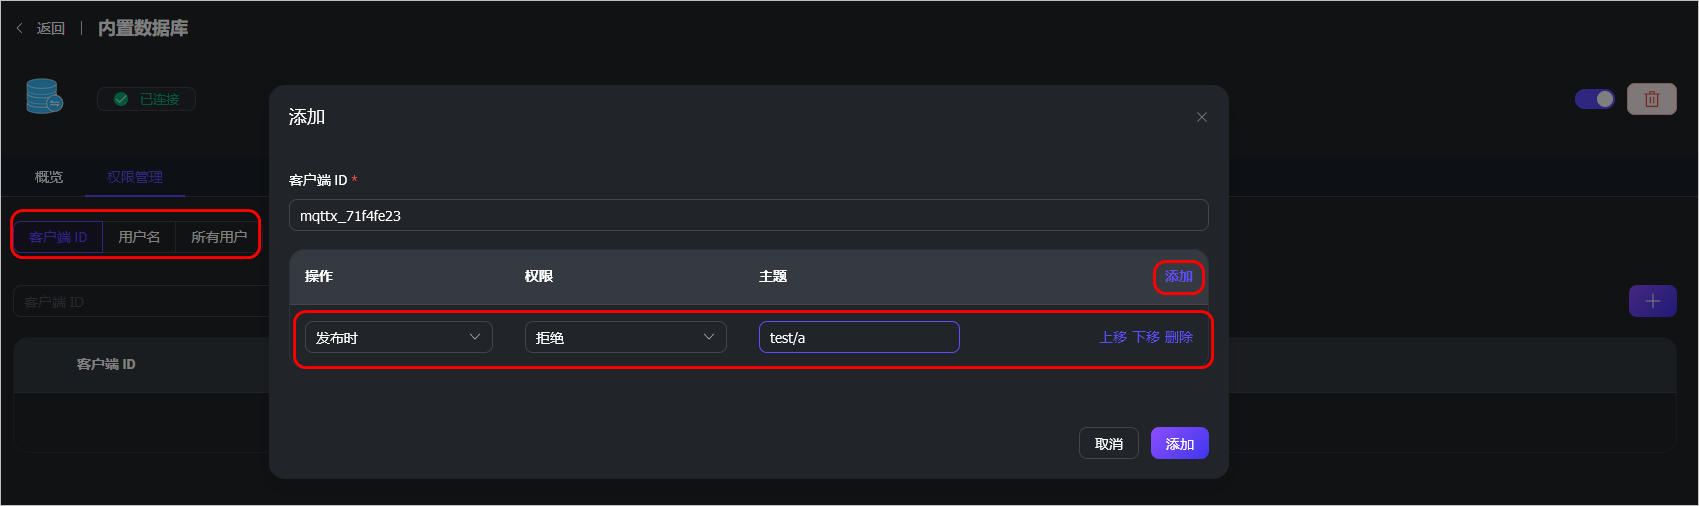 返回 | 内置数据库
已连接
概览 权限管理
客户端 ID 用户名 所有用户
客户端 ID
客户端 ID
添加
客户端 ID *
mqttx_71f4fe23
操作 权限 主题 添加
发布时 拒绝 test/a 上移 下移 删除
取消 添加